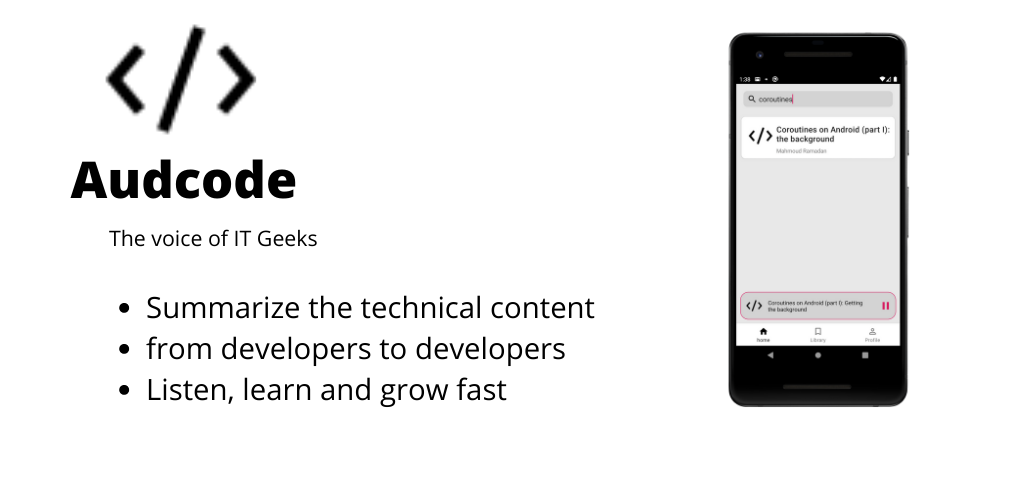 </>
Audcode
The voice of IT Geeks
• Summarize the technical content
• from developers to developers
• Listen, learn and grow fast
1:38
coroutines
</> Coroutines on Android (part I):
the background
Mahmoud Ramadan
</> Coroutines on Android (part I): Getting
the background
home Library Profile